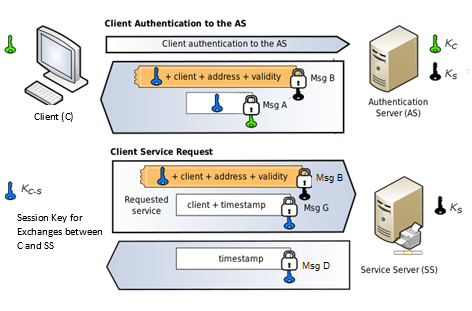 Client Authentication to the AS
Client authentication to the AS
Kc
Ks
+ client + address + validity
Msg B
Msg A
Client (C)
Authentication
Server (AS)
Client Service Request
+ client + address + validity
Msg B
KC-S
Requested
service
client + timestamp
Msg G
Ks
Session Key for
Exchanges between
C and SS
timestamp
Msg D
Service Server (SS)